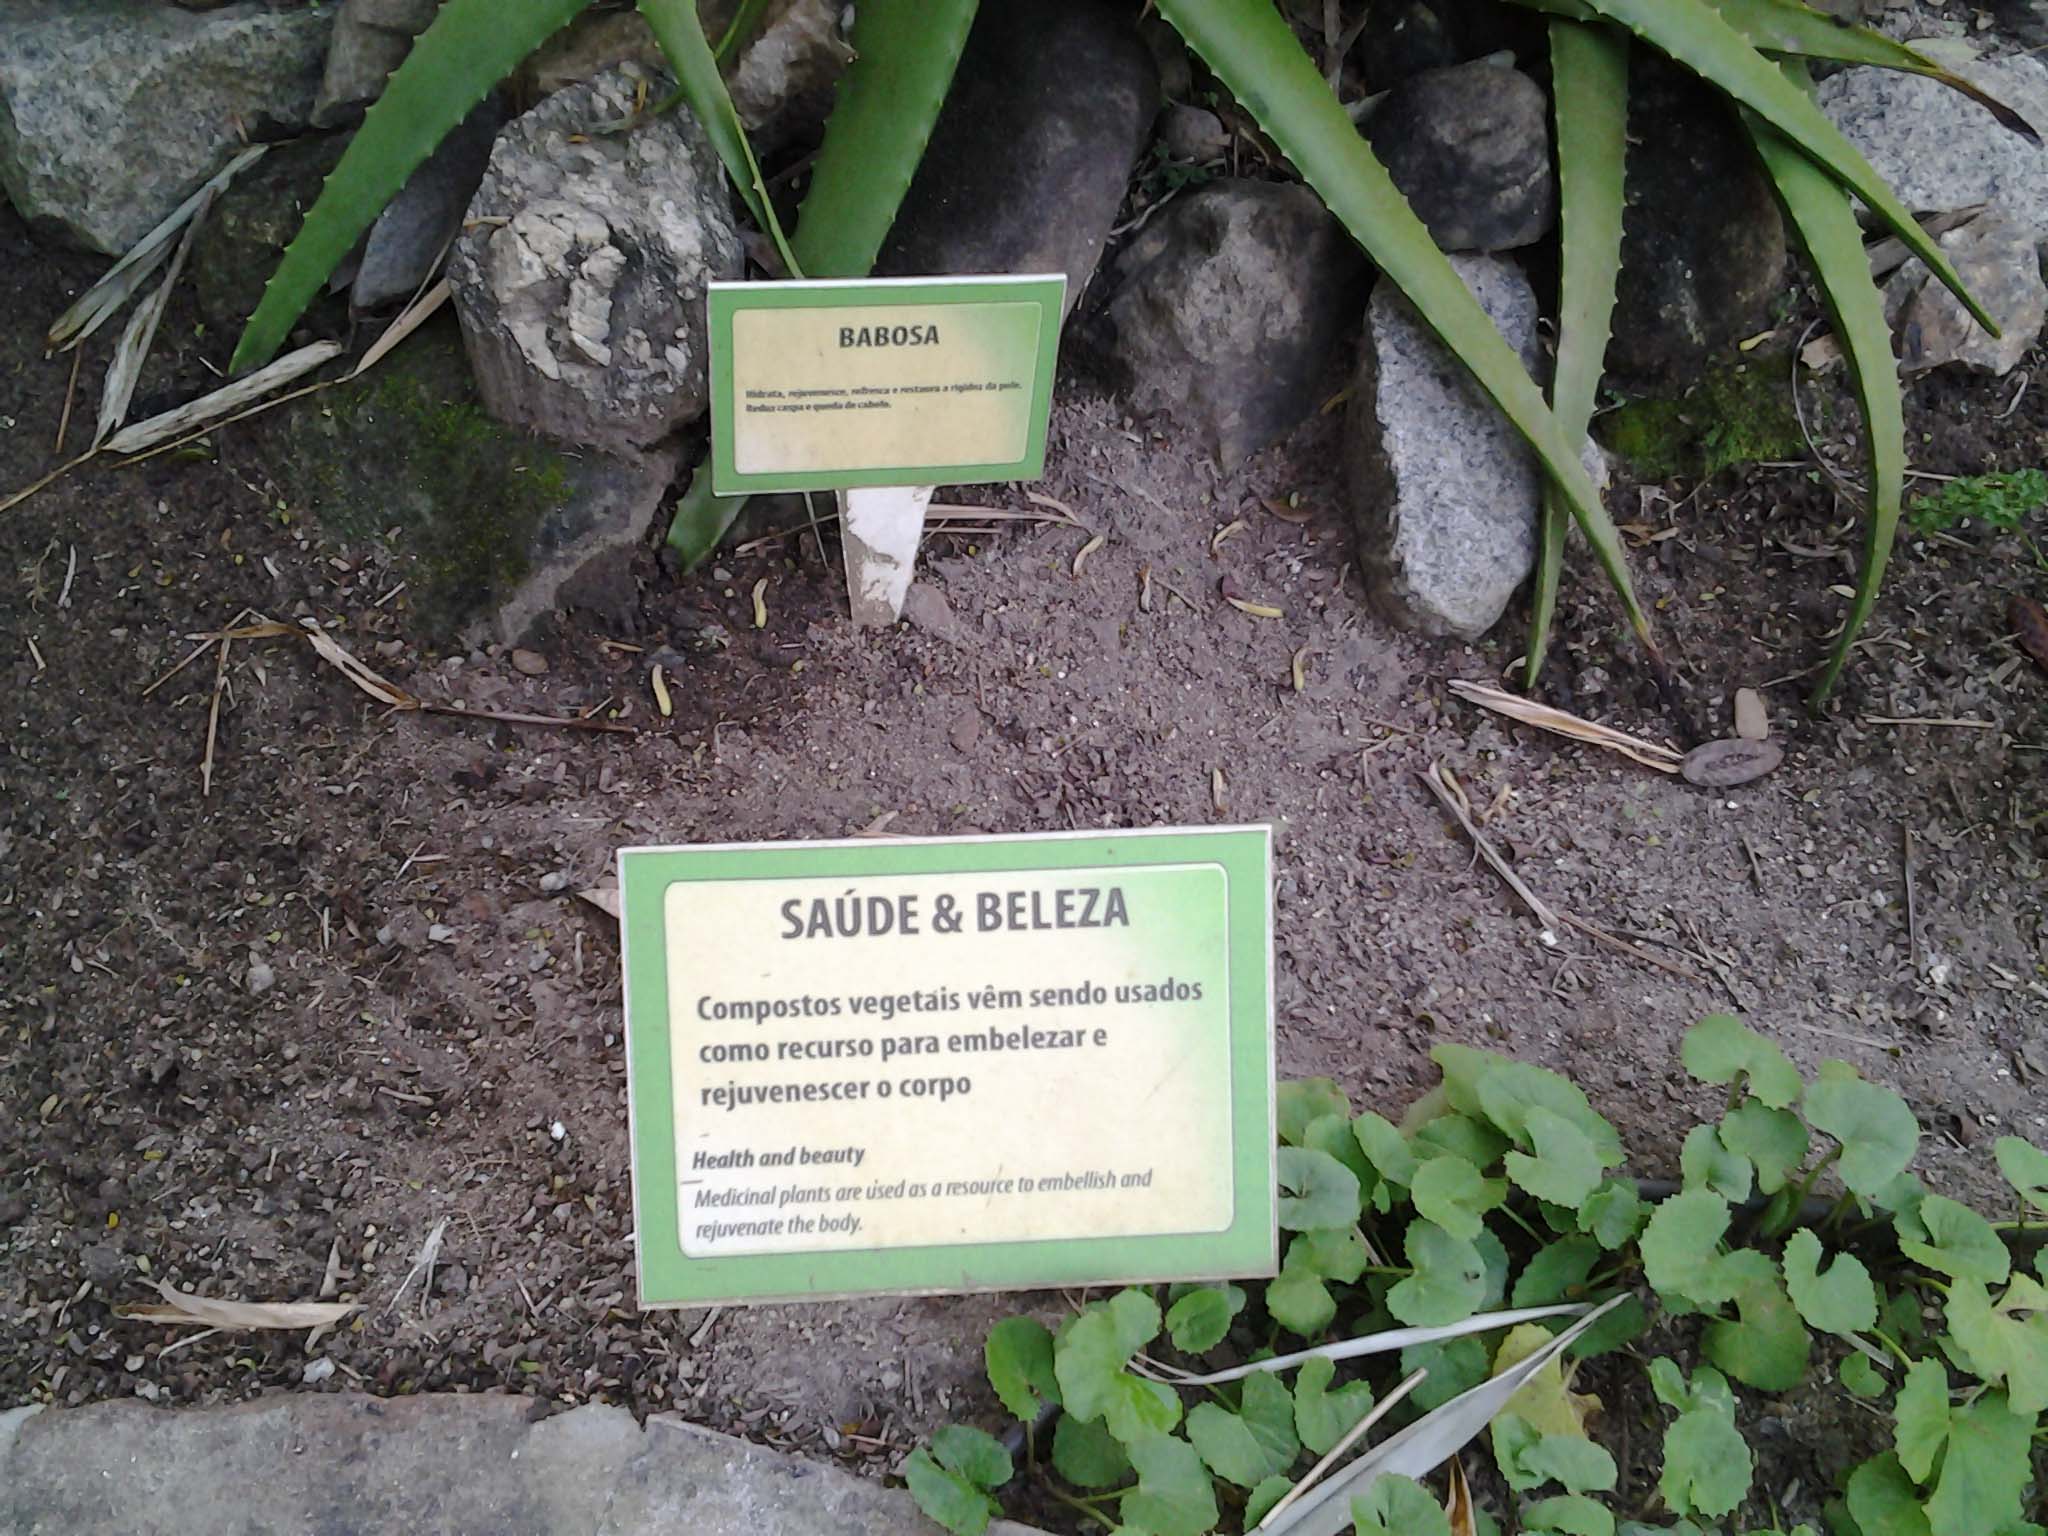 BABOSA
Hidrata, rejuvenesce, refresca e restaura a rigidez da pele.
Reduz caspa e queda de cabelo.
SAÚDE & BELEZA
Compostos vegetais vêm sendo usados
como recurso para embelezar e
rejuvenescer o corpo
Health and beauty
Medicinal plants are used as a resource to embellish and
rejuvenate the body.